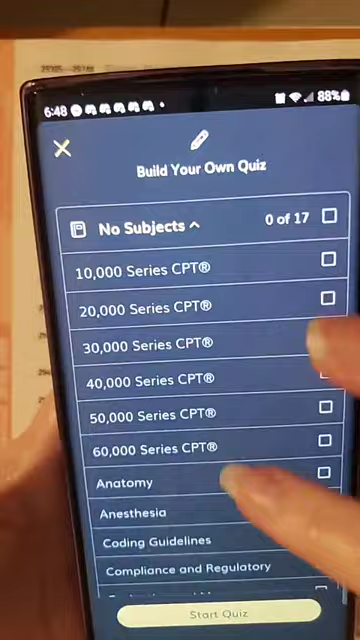 6:48
88%
Build Your Own Quiz
No Subjects
0 of 17
10,000 Series CPT®
20,000 Series CPT®
30,000 Series CPT®
40,000 Series CPT®
50,000 Series CPT®
60,000 Series CPT®
Anatomy
Anesthesia
Coding Guidelines
Compliance and Regulatory
Start Quiz